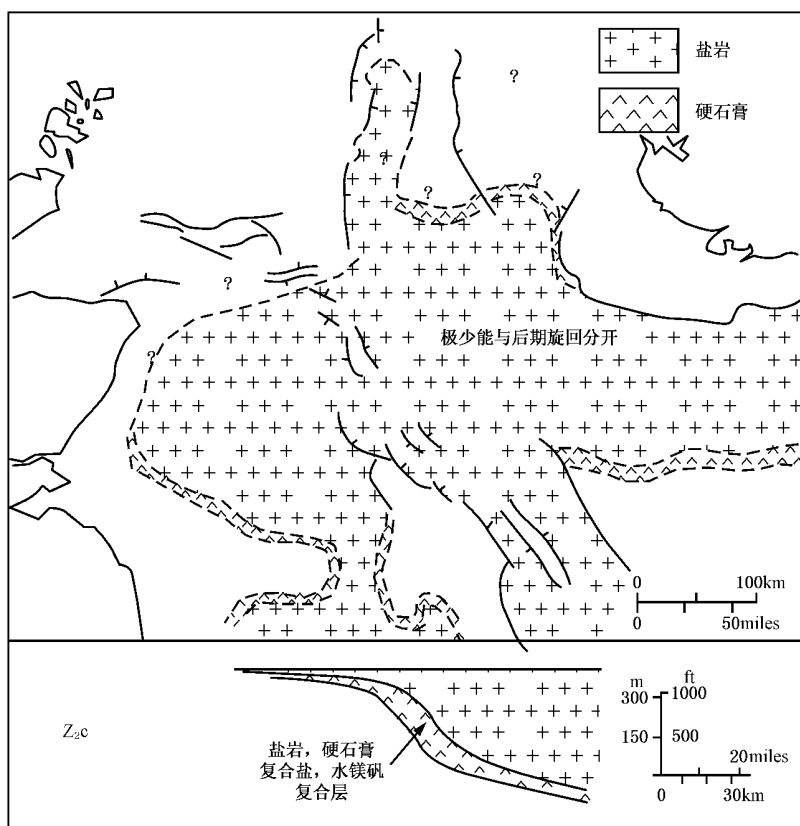 盐岩
硬石膏
?
?
?
?
?
?
极少能与后期旋回分开
0 100km
0 50miles
Z₂c
盐岩，硬石膏
复合盐，水镁矾
复合层
m ft
300 1000
150 500
20miles
0 30km